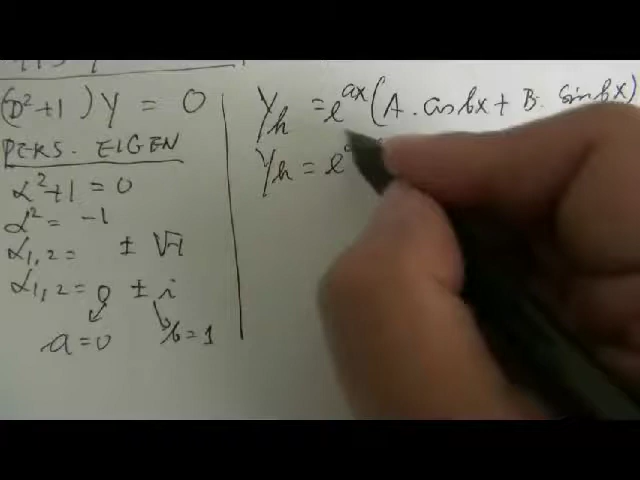 (D²+1)y = 0
PERS. EIGEN
α²+1 = 0
α² = -1
α1,2 = ± √-1
α1,2 = 0 ± i
a=0 b=1
Yh = e^ax (A. cos bx + B. sin bx)
Yh = e